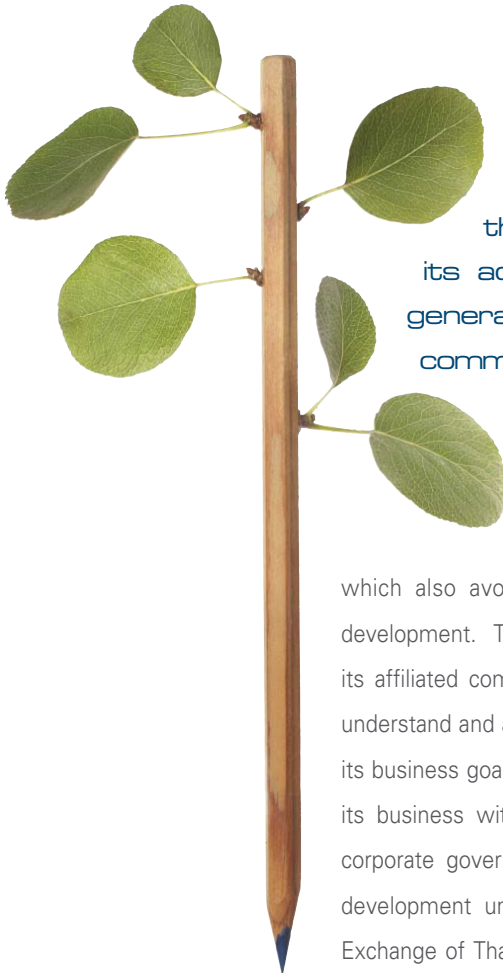 th
its ac
genera
comm
which also avo
development. T
its affiliated com
understand and a
its business goa
its business wit
corporate gover
development un
Exchange of Tha